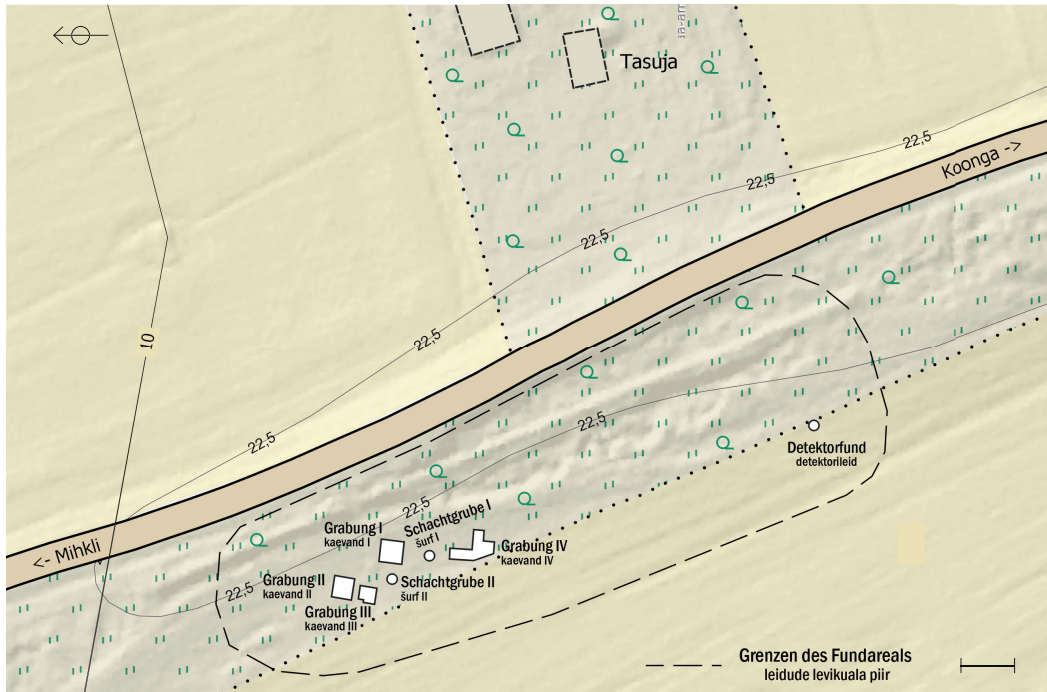 Tasuja
22,5
Koonga ->
22,5
22,5
10
22,5
22,5
22,5
Detektorfund
detektorileid
22,5
Grabung I
kaevand I
Schachtgrube I
šurf I
Grabung IV
kaevand IV
<- Mihkli
Grabung II
kaevand II
Schachtgrube II
šurf II
22,5
Grabung III
kaevand III
Grenzen des Fundareals
leidude levikuala piir